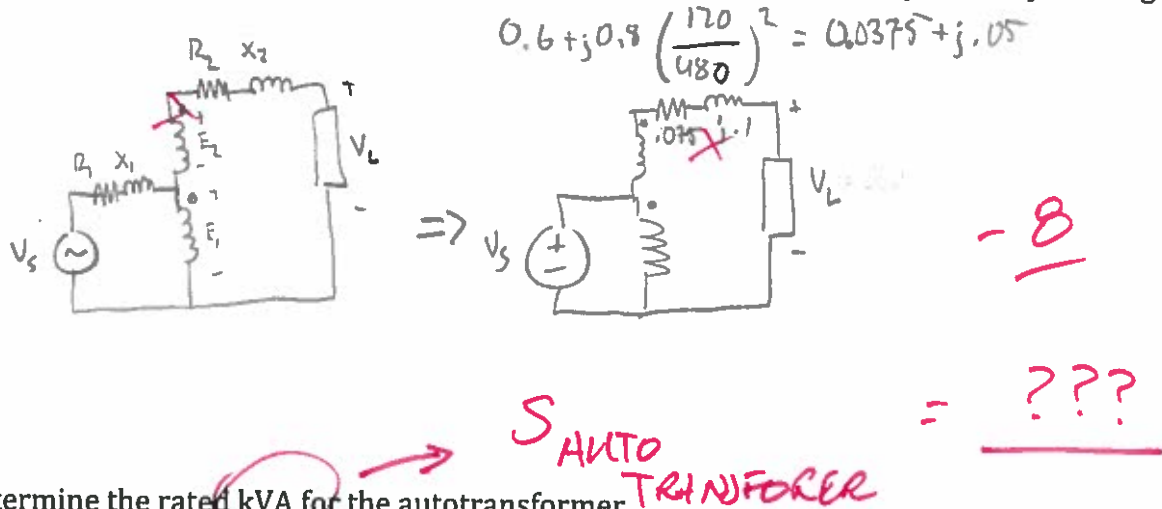 0.6 + j0.8 (120/480)² = 0.0375 + j.05
R2 X2
+
E2
-
R1 X1
+
E1
-
VS
VL
+
-
=>
VS
+
-
.075 j.1
+
VL
-
- 8
= ???
S AUTO TRANSFORER
termine the rated kVA for the autotransformer